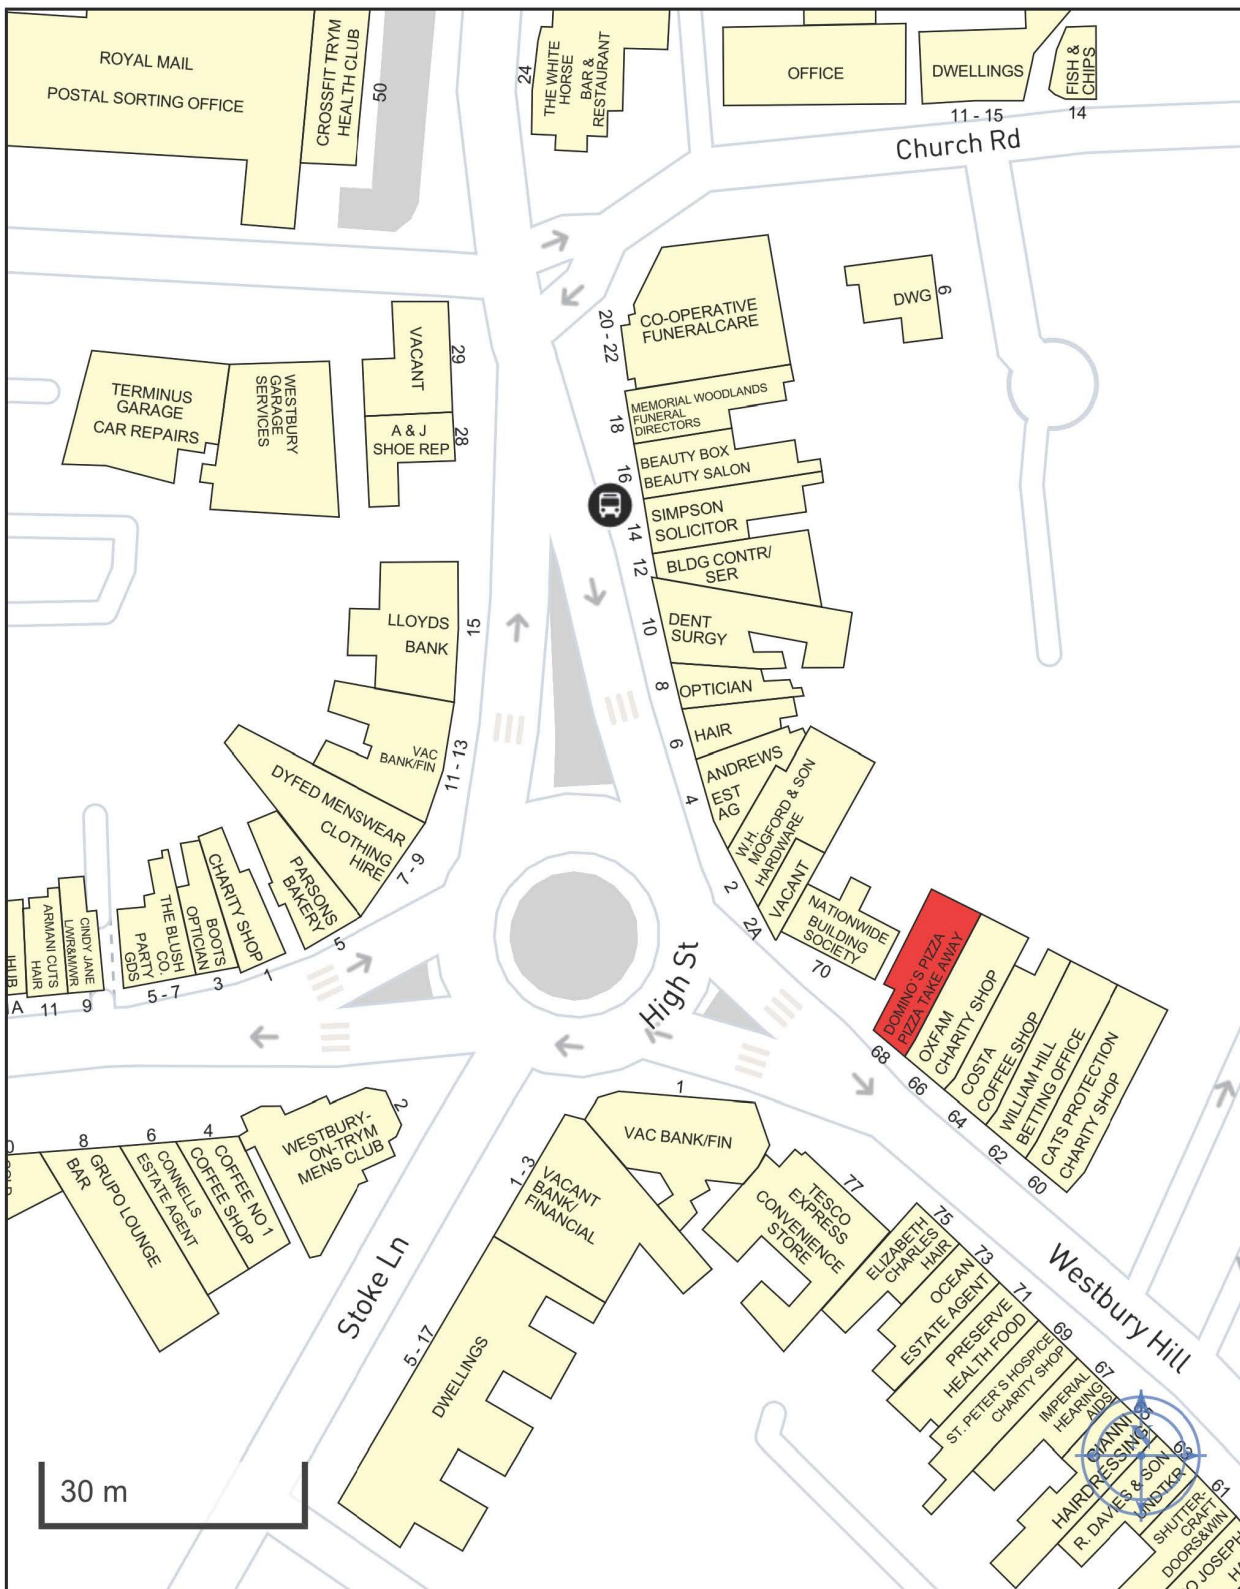 ROYAL MAIL
POSTAL SORTING OFFICE
CROSSFIT TRYM
HEALTH CLUB
50
24
THE WHITE
HORSE
BAR &
RESTAURANT
OFFICE
DWELLINGS
11 - 15
FISH &
CHIPS
14
Church Rd
CO-OPERATIVE
FUNERALCARE
20 - 22
DWG
6
VACANT
29
A & J
SHOE REP
28
TERMINUS
GARAGE
CAR REPAIRS
WESTBURY
GARAGE
SERVICES
MEMORIAL WOODLANDS
FUNERAL
DIRECTORS
18
BEAUTY BOX
BEAUTY SALON
16
SIMPSON
SOLICITOR
14
BLDG CONTR/
SER
12
DENT
SURGY
10
OPTICIAN
8
HAIR
6
ANDREWS
EST
AG
4
W.H.
MOGFORD & SON
HARDWARE
2
VACANT
2A
NATIONWIDE
BUILDING
SOCIETY
70
LLOYDS
BANK
15
VAC
BANK/FIN
11 - 13
DYFED MENSWEAR
CLOTHING
HIRE
7 - 9
PARSONS
BAKERY
5
CHARITY SHOP
1
BOOTS
OPTICIAN
3
THE BLUSH
CO.
PARTY
GDS
5 - 7
CINDY JANE
LWR&M/WR
9
ARMANI CUTS
HAIR
11
High St
DOMINO`S PIZZA
PIZZA TAKE AWAY
68
OXFAM
CHARITY SHOP
66
COSTA
COFFEE SHOP
64
WILLIAM HILL
BETTING OFFICE
62
CATS PROTECTION
CHARITY SHOP
60
1
VAC BANK/FIN
2
WESTBURY-
ON-TRYM
MENS CLUB
4
COFFEE NO 1
COFFEE SHOP
6
CONNELLS
ESTATE AGENT
8
GRUPO LOUNGE
BAR
1 - 3
VACANT
BANK/
FINANCIAL
Stoke Ln
5 - 17
DWELLINGS
77
TESCO
EXPRESS
CONVENIENCE
STORE
75
ELIZABETH
CHARLES
HAIR
73
OCEAN
ESTATE AGENT
71
PRESERVE
HEALTH FOOD
69
ST. PETER`S HOSPICE
CHARITY SHOP
67
IMPERIAL
HEARING
AIDS
GIANNI
HAIRDRESSING
63
R. DAVIES & SON
UNDTKR
61
SHUTTER-
CRAFT
DOORS&WIN
Westbury Hill
30 m